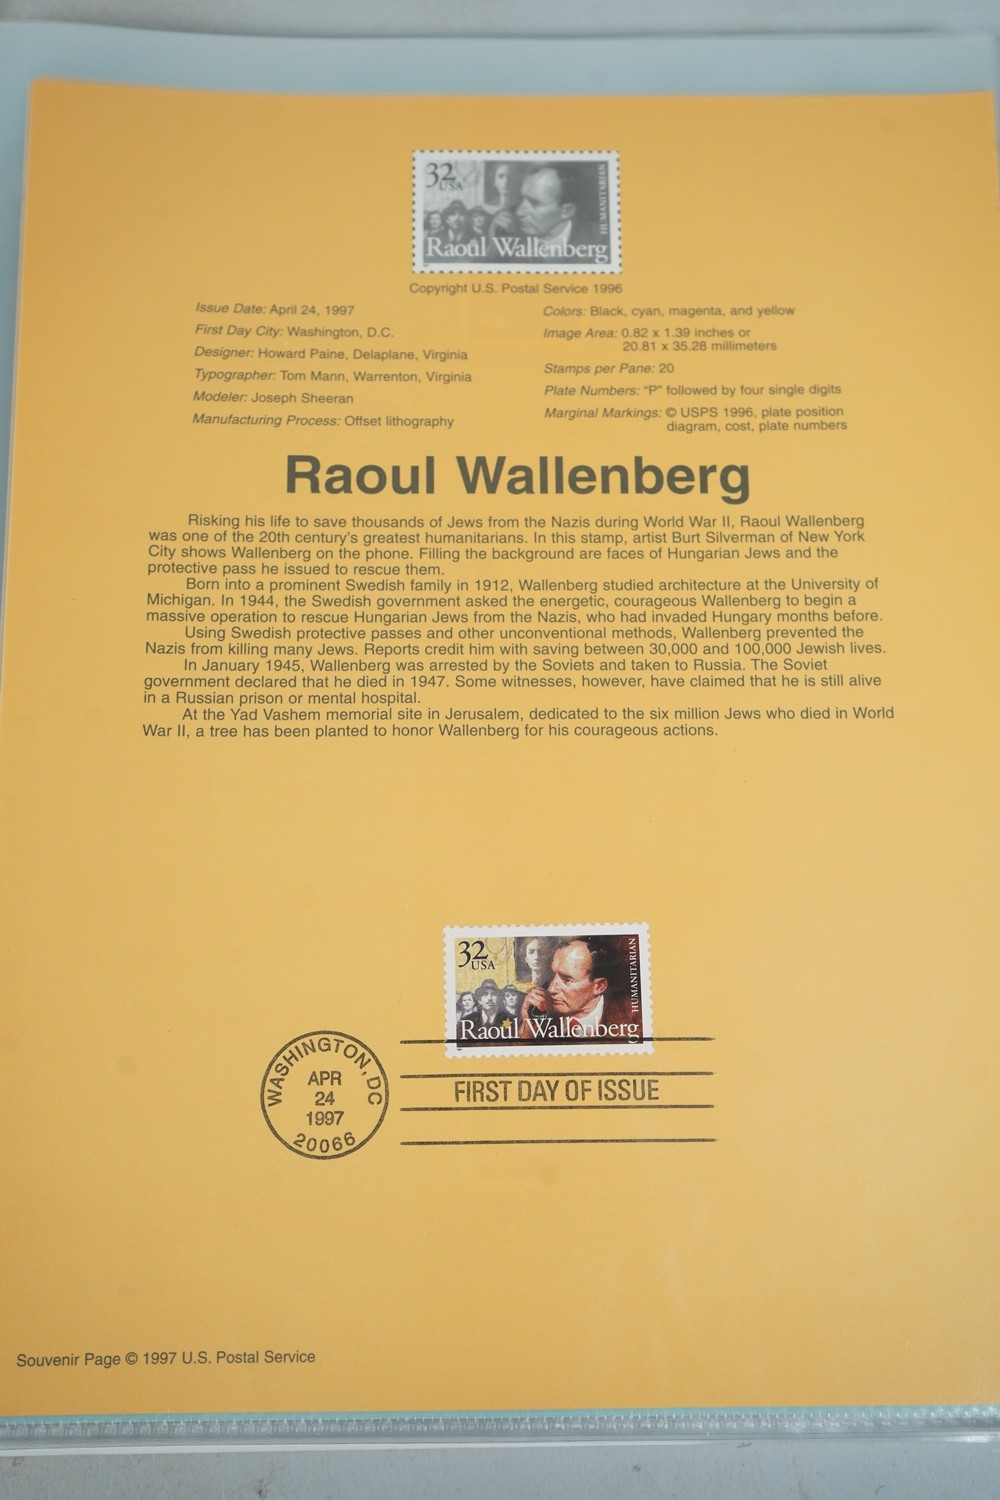 32
USA
HUMANITARIAN
Raoul Wallenberg
Copyright U.S. Postal Service 1996
Issue Date: April 24, 1997
First Day City: Washington, D.C.
Designer: Howard Paine, Delaplane, Virginia
Typographer: Tom Mann, Warrenton, Virginia
Modeler: Joseph Sheeran
Manufacturing Process: Offset lithography
Colors: Black, cyan, magenta, and yellow
Image Area: 0.82 x 1.39 inches or
20.81 x 35.28 millimeters
Stamps per Pane: 20
Plate Numbers: "P" followed by four single digits
Marginal Markings: © USPS 1996, plate position
diagram, cost, plate numbers
Raoul Wallenberg
Risking his life to save thousands of Jews from the Nazis during World War II, Raoul Wallenberg
was one of the 20th century's greatest humanitarians. In this stamp, artist Burt Silverman of New York
City shows Wallenberg on the phone. Filling the background are faces of Hungarian Jews and the
protective pass he issued to rescue them.
Born into a prominent Swedish family in 1912, Wallenberg studied architecture at the University of
Michigan. In 1944, the Swedish government asked the energetic, courageous Wallenberg to begin a
massive operation to rescue Hungarian Jews from the Nazis, who had invaded Hungary months before.
Using Swedish protective passes and other unconventional methods, Wallenberg prevented the
Nazis from killing many Jews. Reports credit him with saving between 30,000 and 100,000 Jewish lives.
In January 1945, Wallenberg was arrested by the Soviets and taken to Russia. The Soviet
government declared that he died in 1947. Some witnesses, however, have claimed that he is still alive
in a Russian prison or mental hospital.
At the Yad Vashem memorial site in Jerusalem, dedicated to the six million Jews who died in World
War II, a tree has been planted to honor Wallenberg for his courageous actions.
32
USA
HUMANITARIAN
Raoul Wallenberg
WASHINGTON, DC
APR
24
1997
20066
FIRST DAY OF ISSUE
Souvenir Page © 1997 U.S. Postal Service